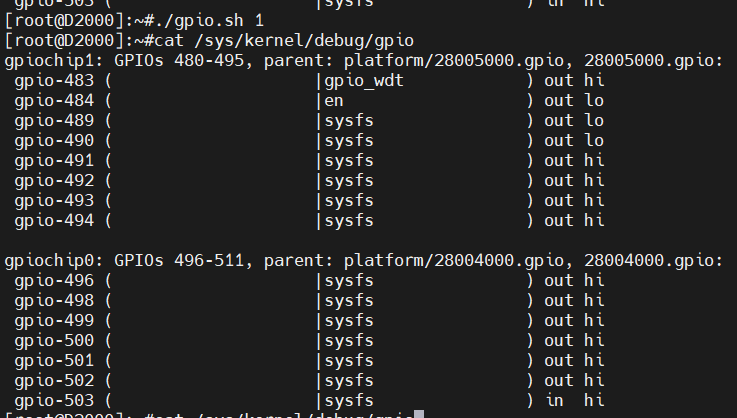 gpio-503 (                    |sysfs               ) in  hi
[root@D2000]:~#./gpio.sh 1
[root@D2000]:~#cat /sys/kernel/debug/gpio
gpiochip1: GPIOs 480-495, parent: platform/28005000.gpio, 28005000.gpio:
 gpio-483 (                    |gpio_wdt            ) out hi
 gpio-484 (                    |en                  ) out lo
 gpio-489 (                    |sysfs               ) out lo
 gpio-490 (                    |sysfs               ) out lo
 gpio-491 (                    |sysfs               ) out hi
 gpio-492 (                    |sysfs               ) out hi
 gpio-493 (                    |sysfs               ) out hi
 gpio-494 (                    |sysfs               ) out hi

gpiochip0: GPIOs 496-511, parent: platform/28004000.gpio, 28004000.gpio:
 gpio-496 (                    |sysfs               ) out hi
 gpio-498 (                    |sysfs               ) out hi
 gpio-499 (                    |sysfs               ) out hi
 gpio-500 (                    |sysfs               ) out hi
 gpio-501 (                    |sysfs               ) out hi
 gpio-502 (                    |sysfs               ) out hi
 gpio-503 (                    |sysfs               ) in  hi
[root@D2000]:~#cat /sys/kernel/debug/gpio